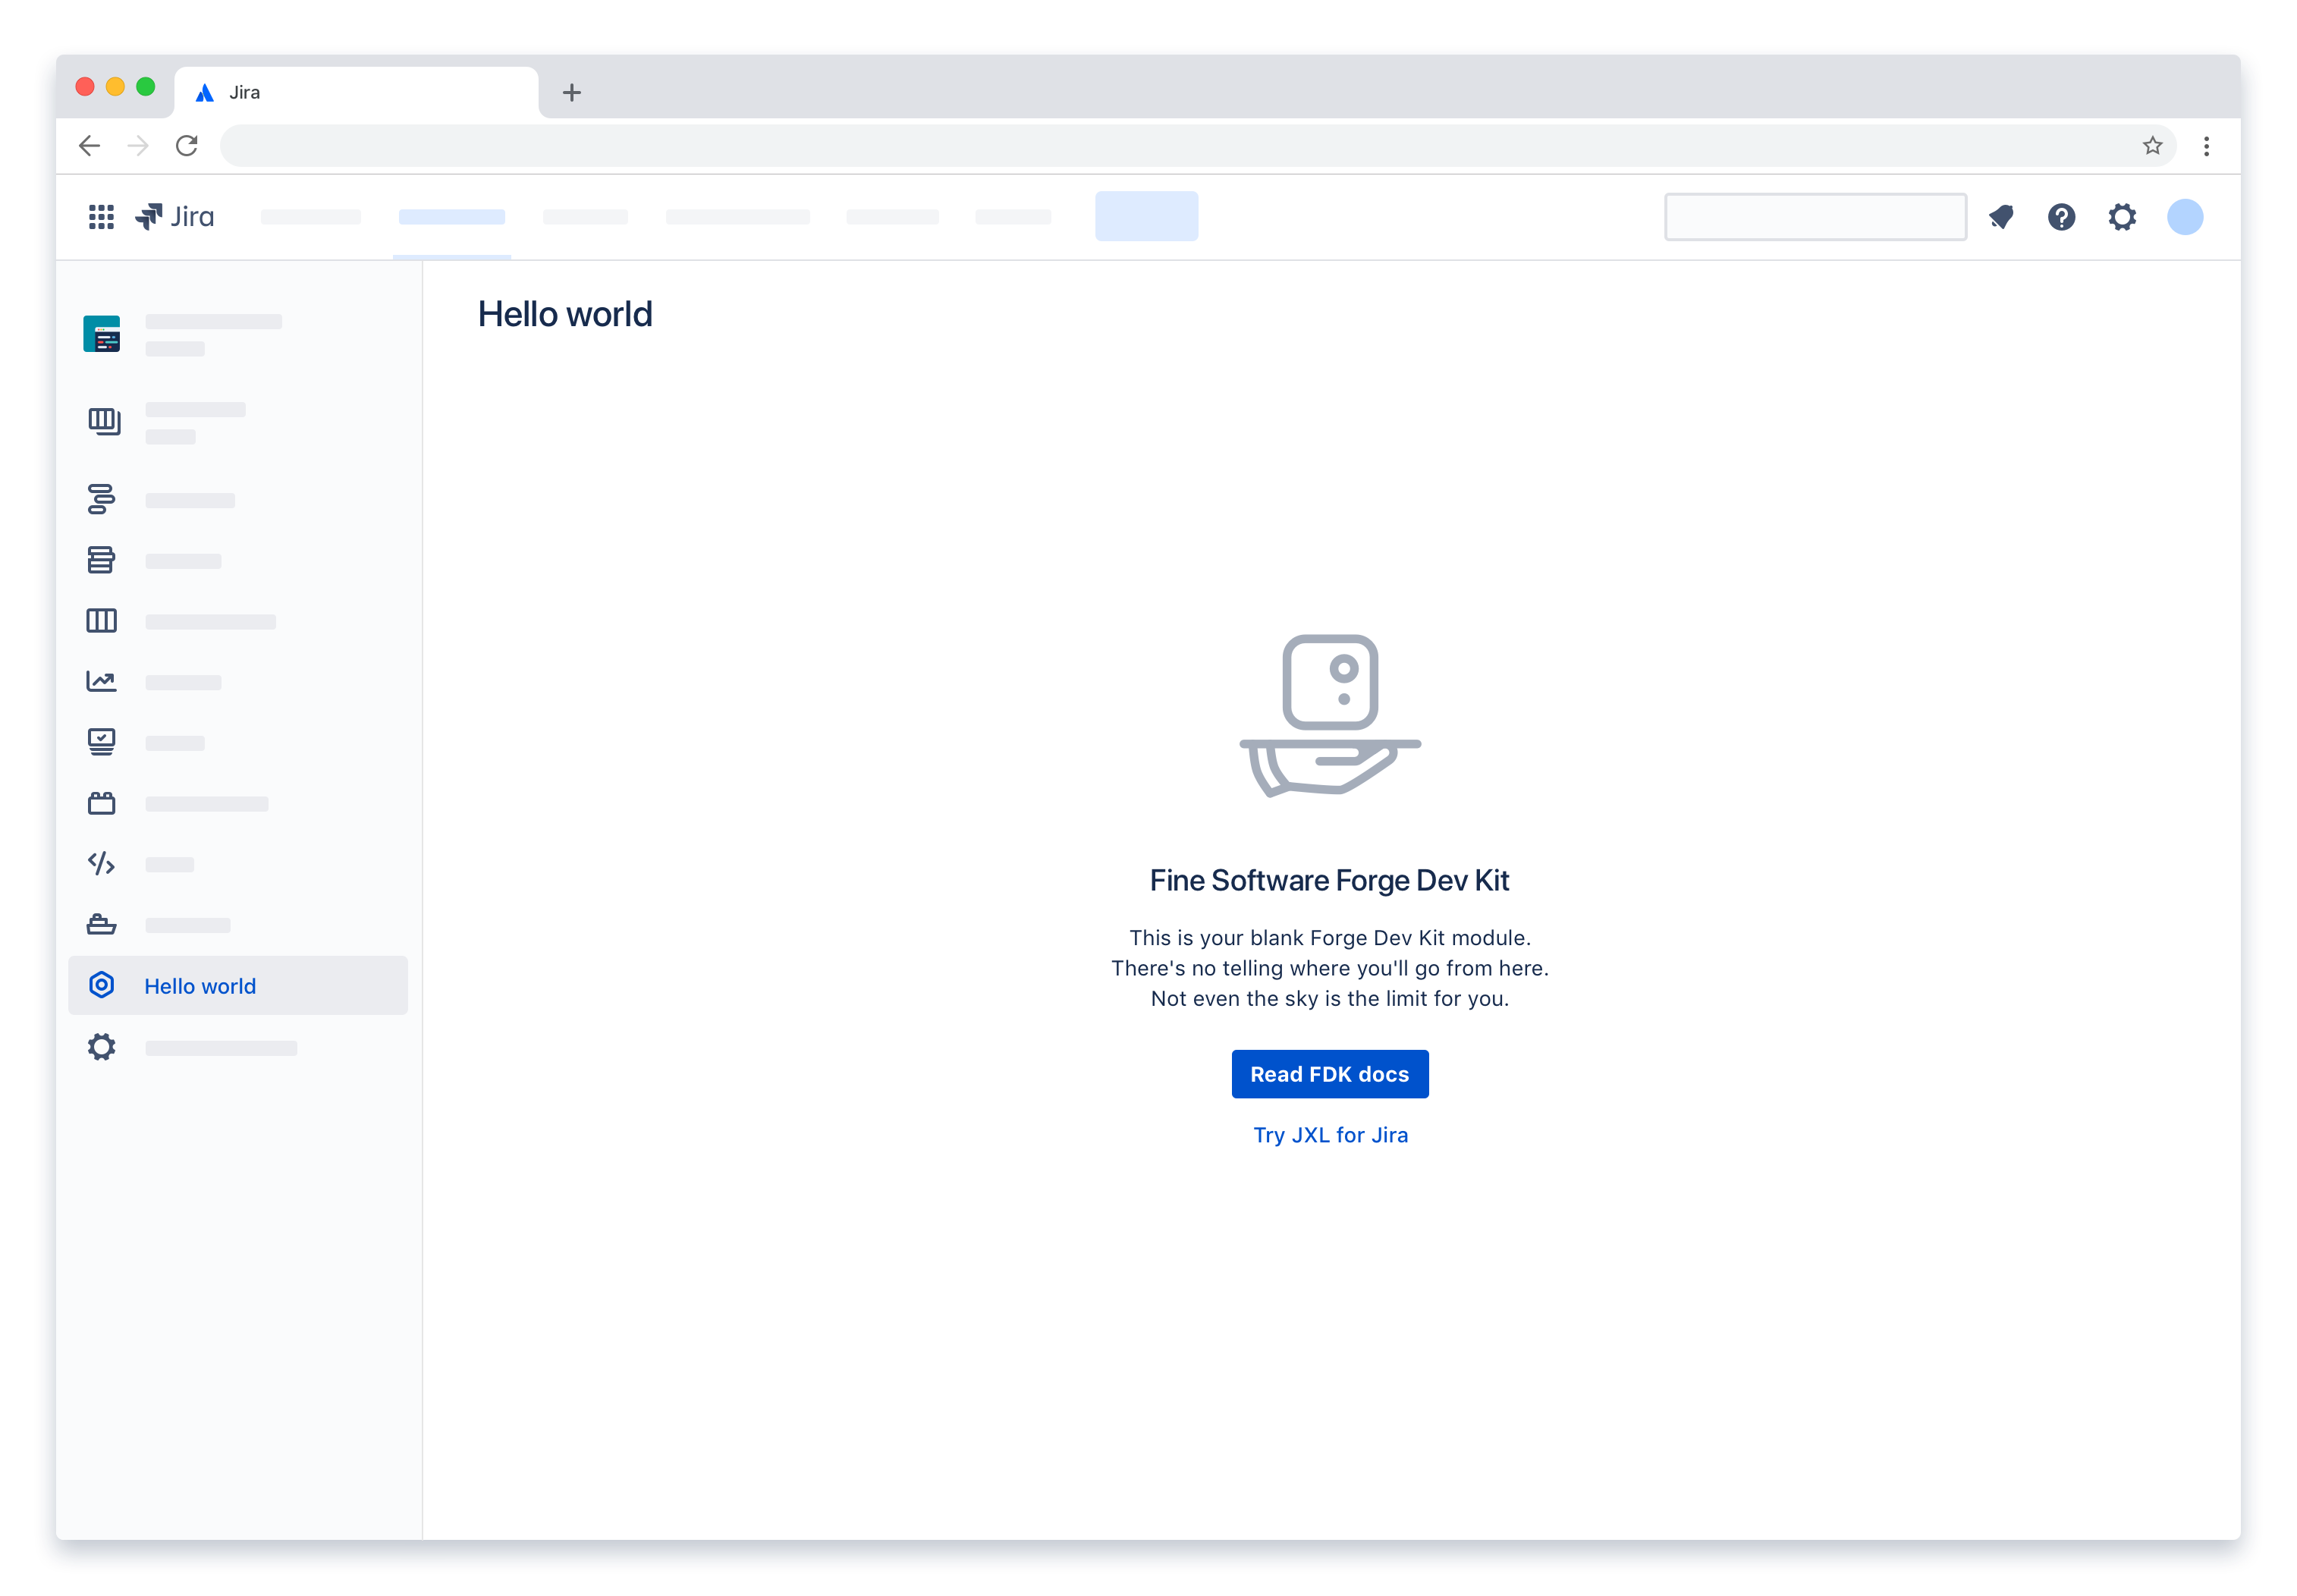 Jira
Jira
Hello world
Hello world
Fine Software Forge Dev Kit
This is your blank Forge Dev Kit module.
There's no telling where you'll go from here.
Not even the sky is the limit for you.
Read FDK docs
Try JXL for Jira